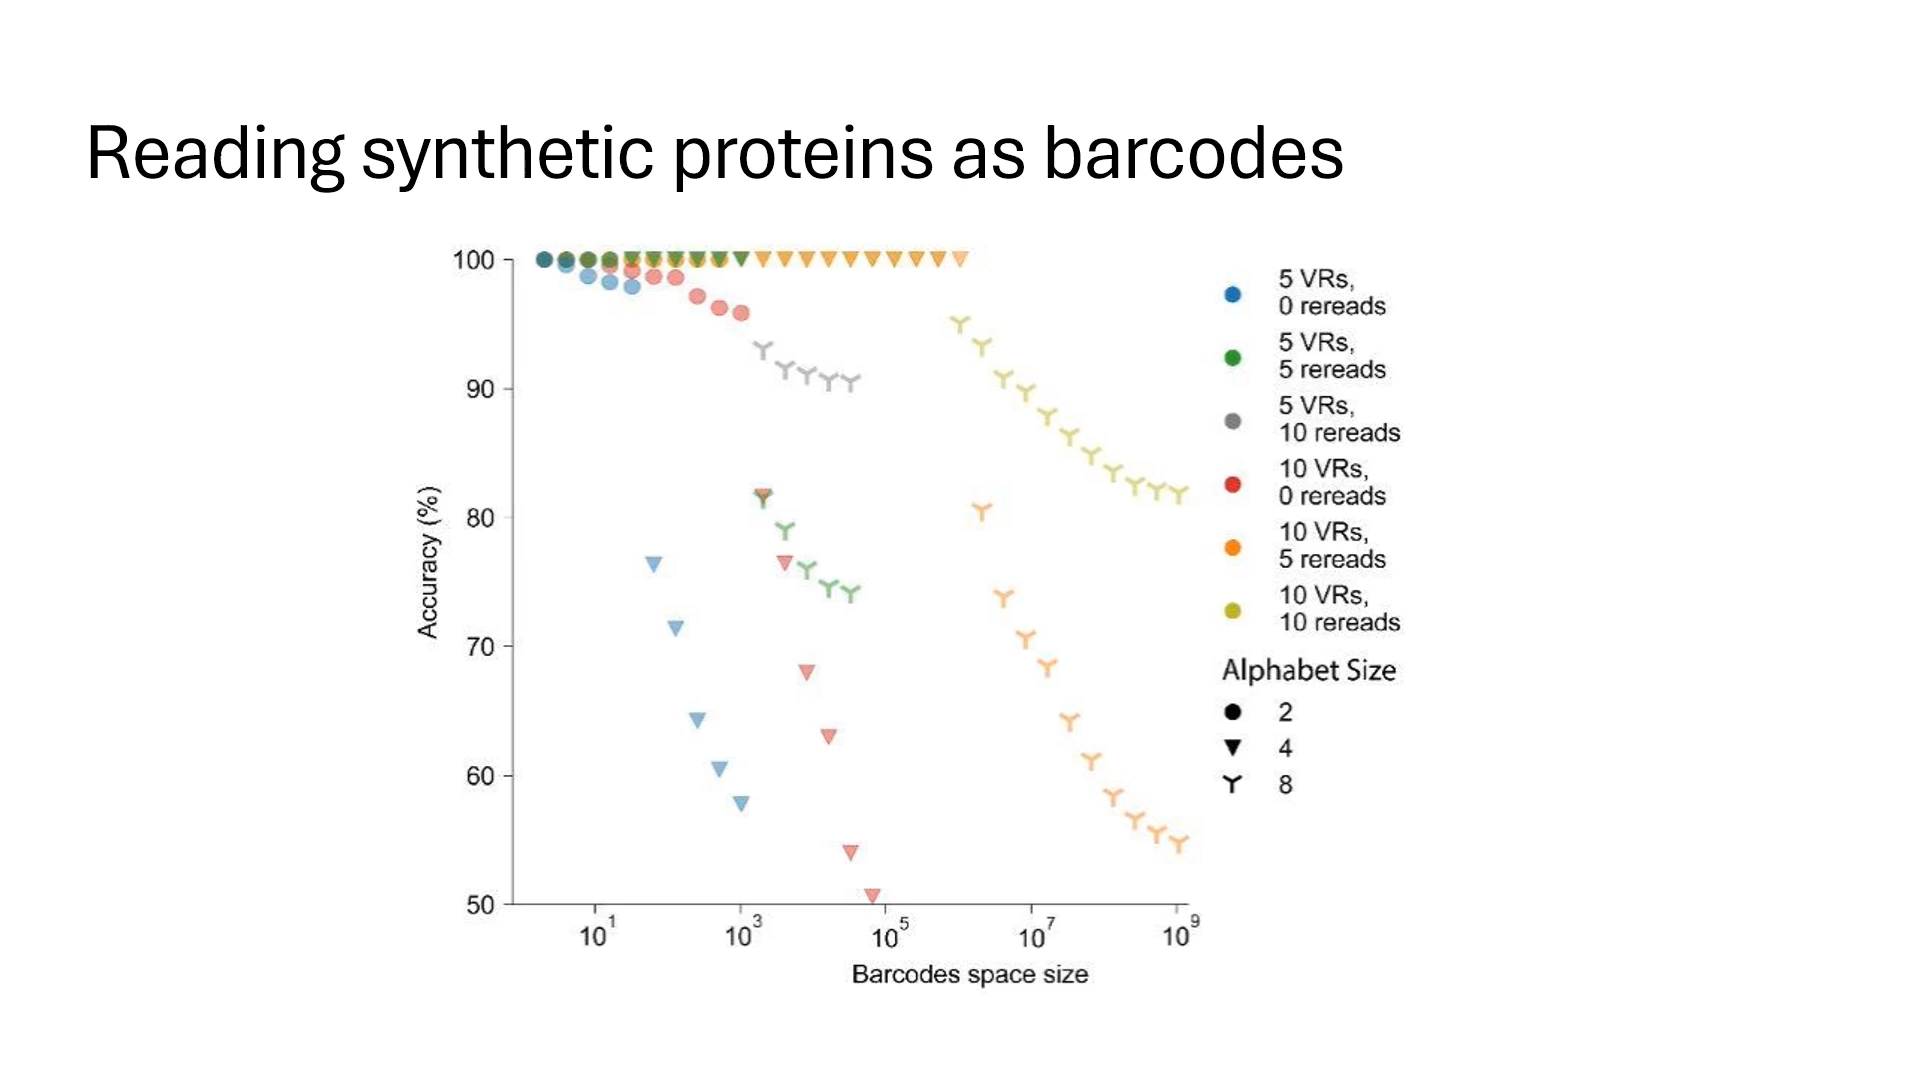 Reading synthetic proteins as barcodes
100
90
80
70
60
50
Accuracy (%)
10^1
10^3
10^5
10^7
10^9
Barcodes space size
5 VRs,
0 rereads
5 VRs,
5 rereads
5 VRs,
10 rereads
10 VRs,
0 rereads
10 VRs,
5 rereads
10 VRs,
10 rereads
Alphabet Size
2
4
8